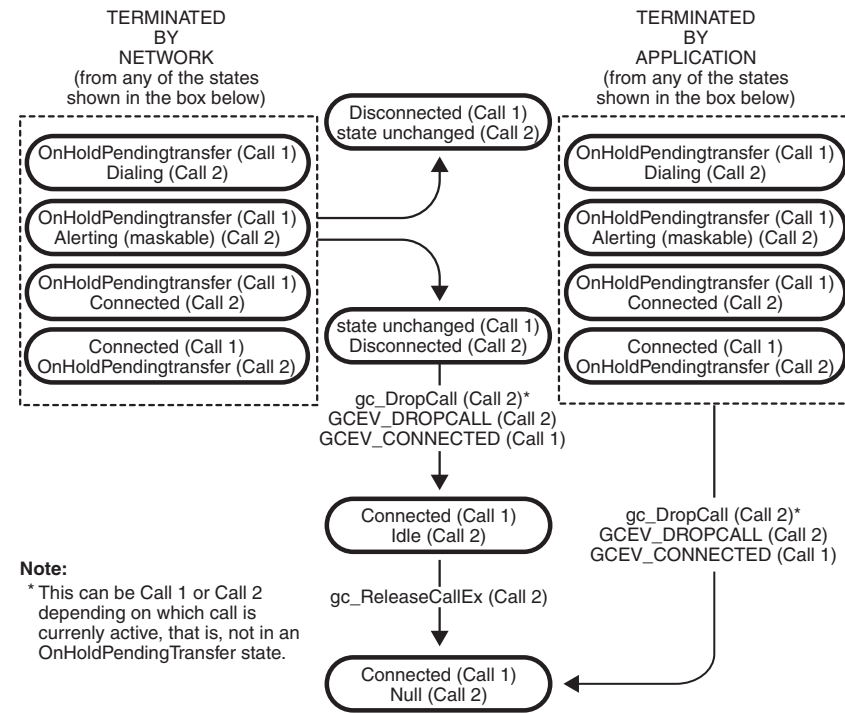 TERMINATED
BY
NETWORK
(from any of the states
shown in the box below)
OnHoldPendingtransfer (Call 1)
Dialing (Call 2)
OnHoldPendingtransfer (Call 1)
Alerting (maskable) (Call 2)
OnHoldPendingtransfer (Call 1)
Connected (Call 2)
Connected (Call 1)
OnHoldPendingtransfer (Call 2)
Disconnected (Call 1)
state unchanged (Call 2)
state unchanged (Call 1)
Disconnected (Call 2)
gc_DropCall (Call 2)*
GCEV_DROPCALL (Call 2)
GCEV_CONNECTED (Call 1)
Connected (Call 1)
Idle (Call 2)
gc_ReleaseCallEx (Call 2)
Connected (Call 1)
Null (Call 2)
TERMINATED
BY
APPLICATION
(from any of the states
shown in the box below)
OnHoldPendingtransfer (Call 1)
Dialing (Call 2)
OnHoldPendingtransfer (Call 1)
Alerting (maskable) (Call 2)
OnHoldPendingtransfer (Call 1)
Connected (Call 2)
Connected (Call 1)
OnHoldPendingtransfer (Call 2)
gc_DropCall (Call 2)*
GCEV_DROPCALL (Call 2)
GCEV_CONNECTED (Call 1)
Note:
* This can be Call 1 or Call 2
depending on which call is
currently active, that is, not in an
OnHoldPendingTransfer state.